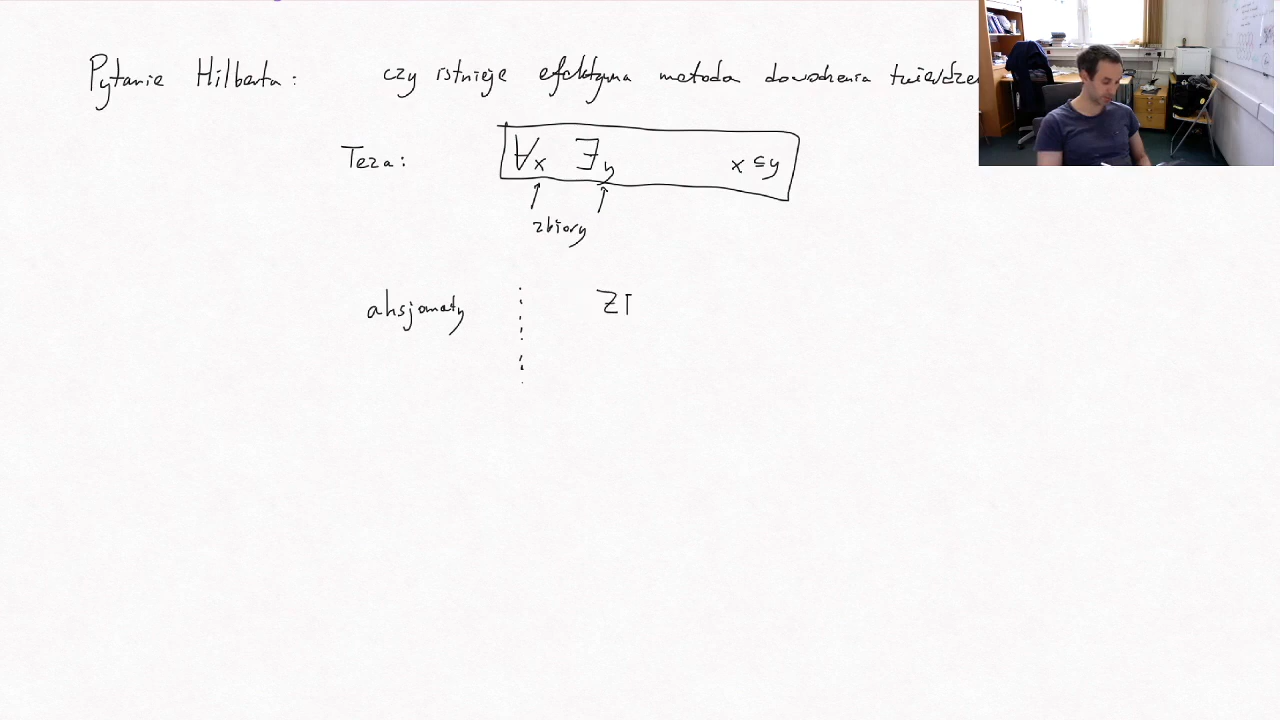 Pytanie Hilberta: czy istnieje efektywna metoda dowodzenia twierdzeń
Teza: ∀x ∃y x ⊆ y
zbiory
aksjomaty ZF